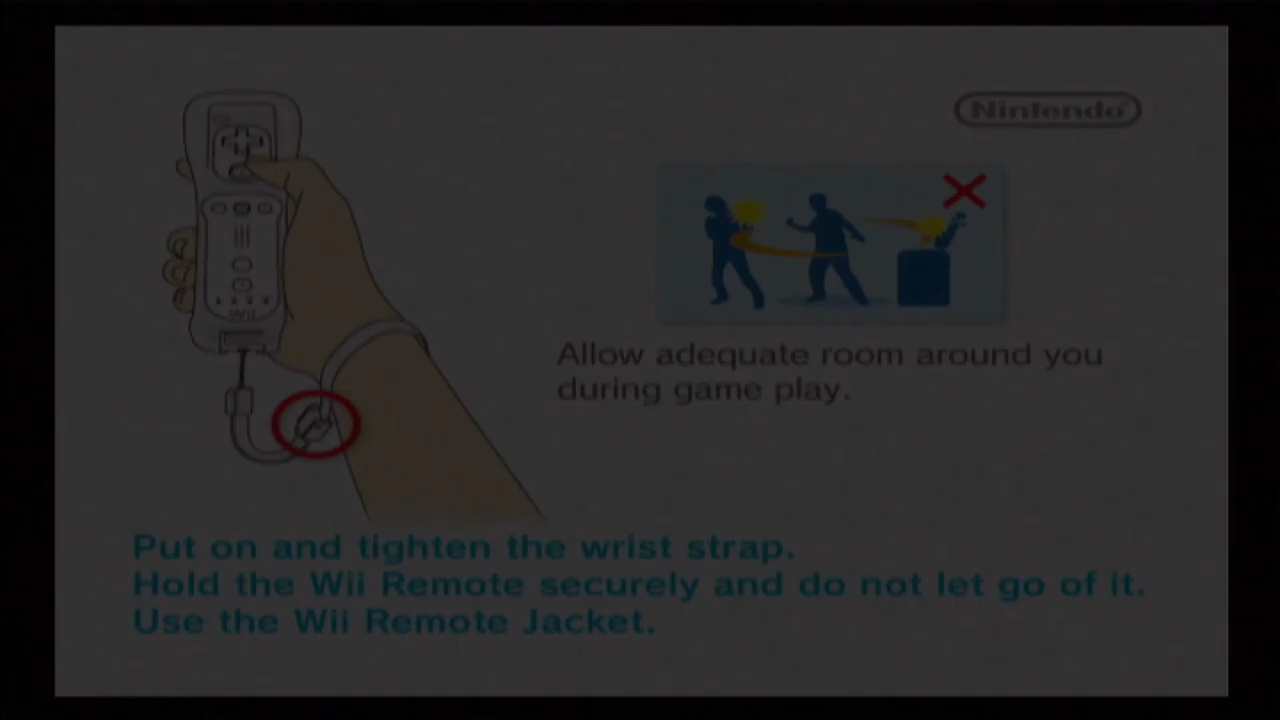 Nintendo
Allow adequate room around you
during game play.
Wii
Put on and tighten the wrist strap.
Hold the Wii Remote securely and do not let go of it.
Use the Wii Remote Jacket.